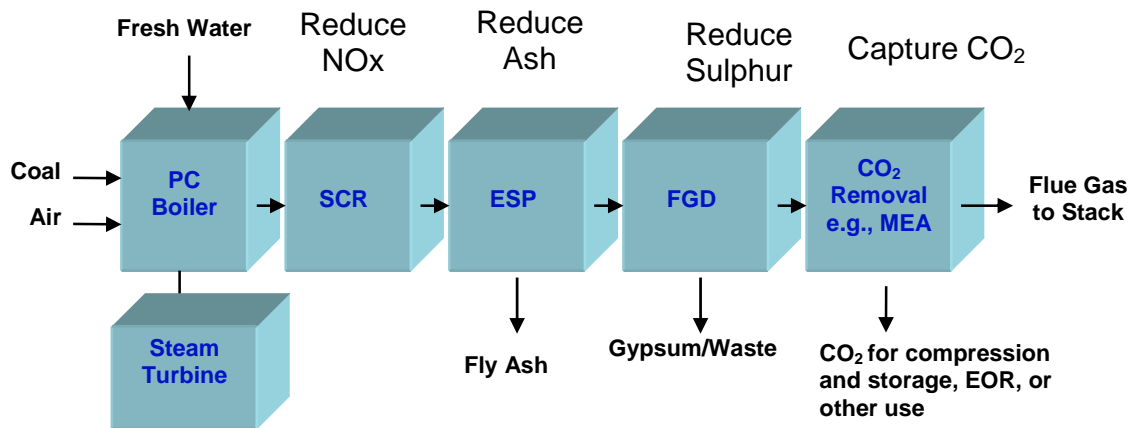 Fresh Water
Reduce
NOx
Reduce
Ash
Reduce
Sulphur
Capture CO₂
Coal
Air
PC
Boiler
SCR
ESP
FGD
CO₂
Removal
e.g., MEA
Flue Gas
to Stack
Steam
Turbine
Fly Ash
Gypsum/Waste
CO₂ for compression
and storage, EOR, or
other use